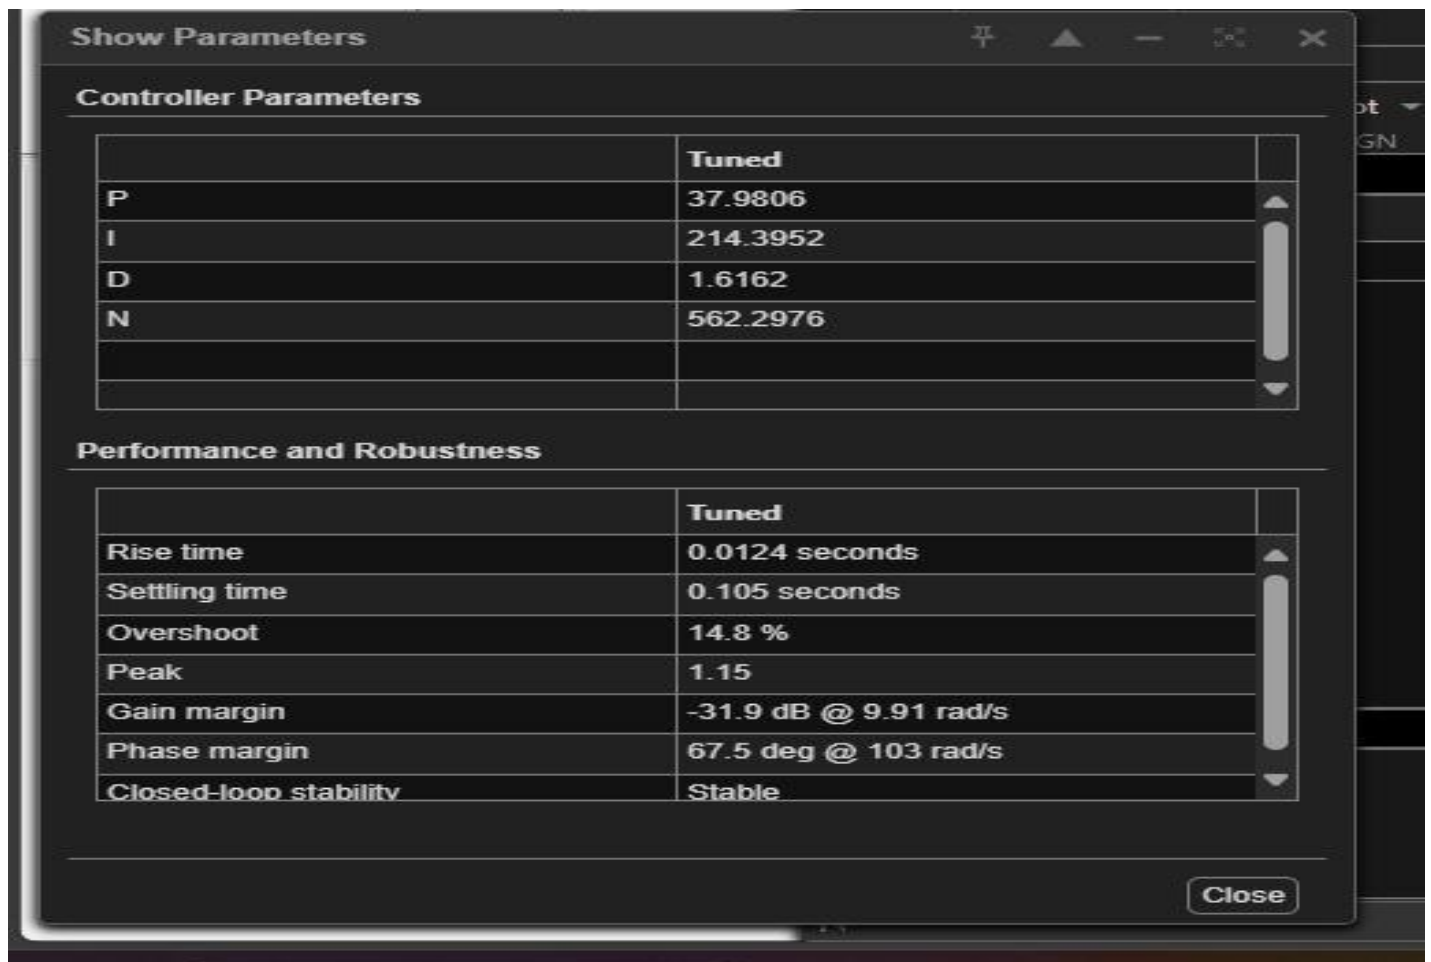 Show Parameters
Controller Parameters
ot
GN
Tuned
P 37.9806
I 214.3952
D 1.6162
N 562.2976
Performance and Robustness
Tuned
Rise time 0.0124 seconds
Settling time 0.105 seconds
Overshoot 14.8 %
Peak 1.15
Gain margin -31.9 dB @ 9.91 rad/s
Phase margin 67.5 deg @ 103 rad/s
Closed-loop stability Stable
Close